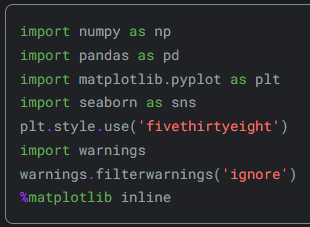 import numpy as np
import pandas as pd
import matplotlib.pyplot as plt
import seaborn as sns
plt.style.use('fivethirtyeight')
import warnings
warnings.filterwarnings('ignore')
%matplotlib inline